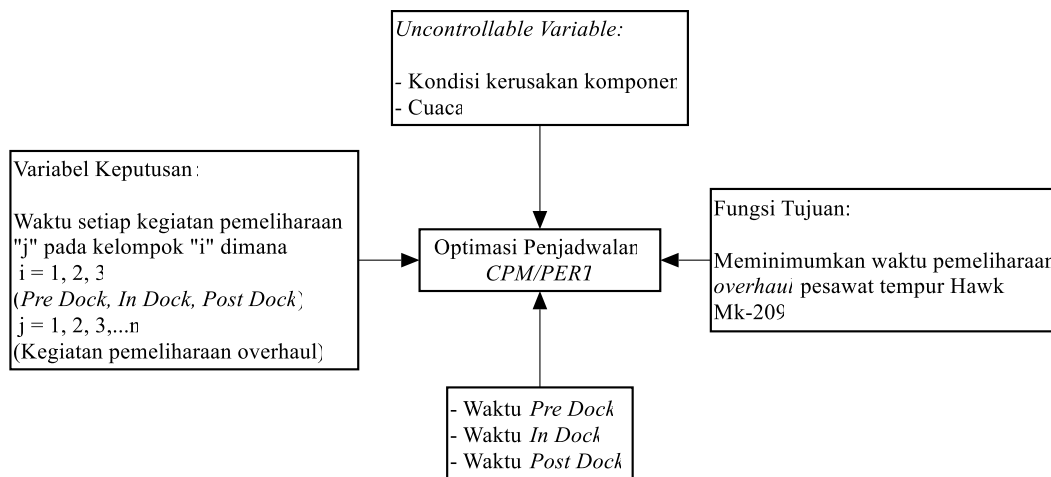 Uncontrollable Variable:
- Kondisi kerusakan komponen
- Cuaca
Variabel Keputusan:
Waktu setiap kegiatan pemeliharaan
"j" pada kelompok "i" dimana
i = 1, 2, 3
(Pre Dock, In Dock, Post Dock)
j = 1, 2, 3,...n
(Kegiatan pemeliharaan overhaul)
Optimasi Penjadwalan
CPM/PERT
Fungsi Tujuan:
Meminimumkan waktu pemeliharaan
overhaul pesawat tempur Hawk
Mk-209
- Waktu Pre Dock
- Waktu In Dock
- Waktu Post Dock